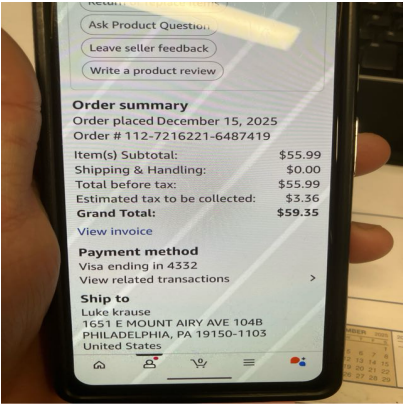 Ask Product Question
Leave seller feedback
Write a product review
Order summary
Order placed December 15, 2025
Order # 112-7216221-6487419
Item(s) Subtotal: $55.99
Shipping & Handling: $0.00
Total before tax: $55.99
Estimated tax to be collected: $3.36
Grand Total: $59.35
View invoice
Payment method
Visa ending in 4332
View related transactions >
Ship to
Luke krause
1651 E MOUNT AIRY AVE 104B
PHILADELPHIA, PA 19150-1103
United States